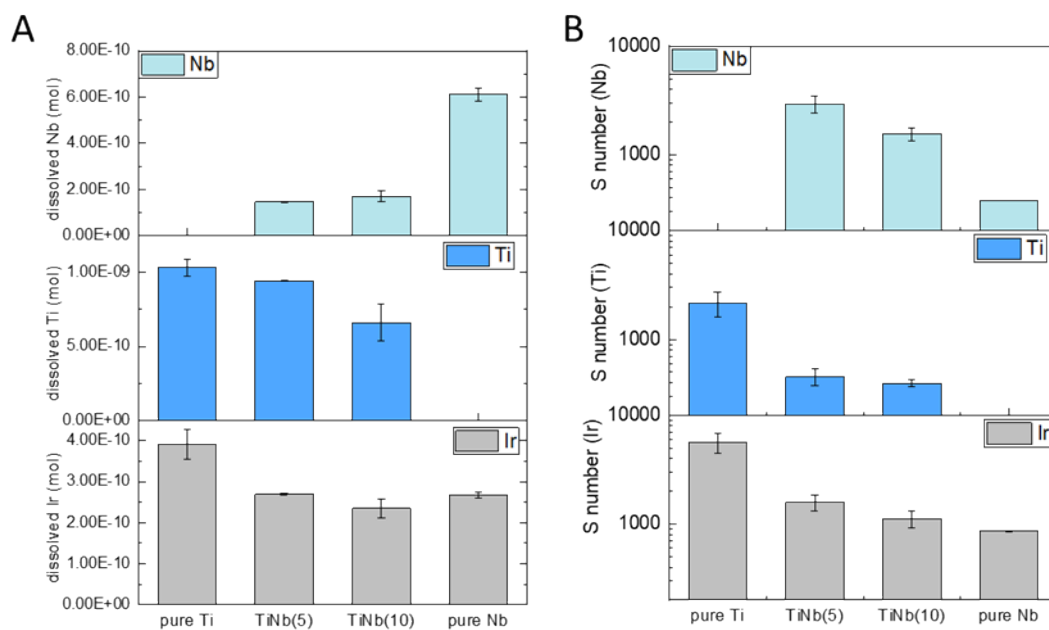 A
8.00E-10
6.00E-10
4.00E-10
2.00E-10
0.00E+00
dissolved Nb (mol)
Nb
1.00E-09
5.00E-10
0.00E+00
dissolved Ti (mol)
Ti
4.00E-10
3.00E-10
2.00E-10
1.00E-10
0.00E+00
dissolved Ir (mol)
Ir
pure Ti TiNb(5) TiNb(10) pure Nb
B
10000
1000
S number (Nb)
Nb
10000
1000
S number (Ti)
Ti
10000
1000
S number (Ir)
Ir
pure Ti TiNb(5) TiNb(10) pure Nb